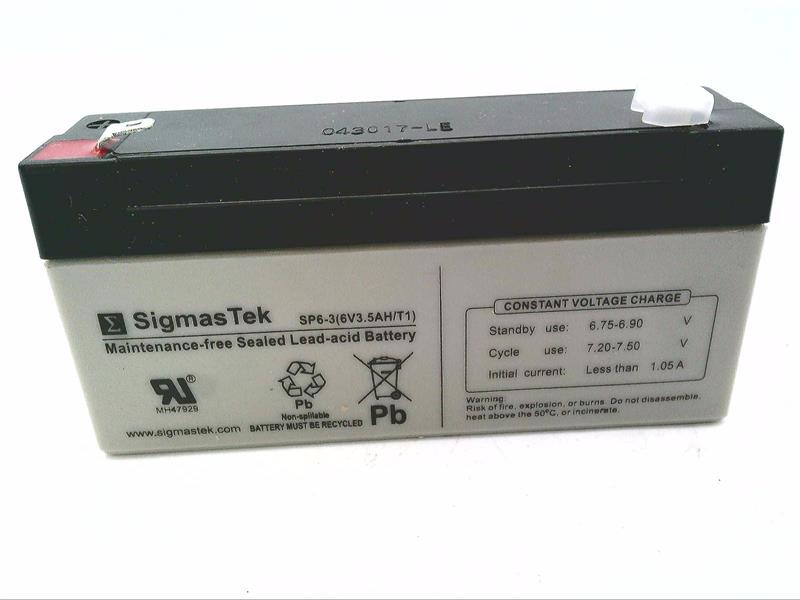 043017-LE
Σ SigmasTek SP6-3(6V3.5AH/T1)
Maintenance-free Sealed Lead-acid Battery
RU®
MH47929
Pb
Non-spillable
BATTERY MUST BE RECYCLED
Pb
www.sigmastek.com
CONSTANT VOLTAGE CHARGE
Standby use: 6.75-6.90 V
Cycle use: 7.20-7.50 V
Initial current: Less than 1.05A
Warning:
Risk of fire, explosion, or burns. Do not disassemble,
heat above the 50°C, or incinerate.